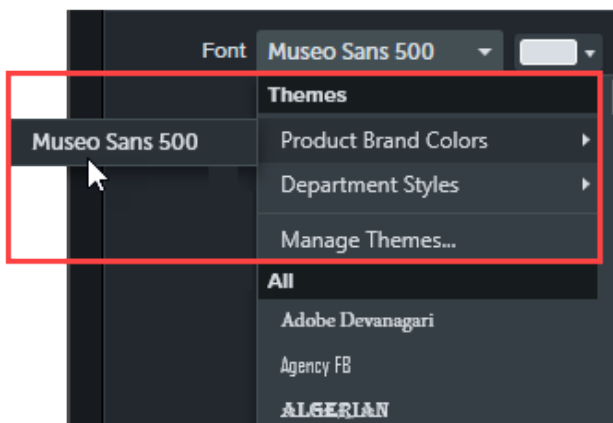 Font Museo Sans 500
Themes
Museo Sans 500
Product Brand Colors
Department Styles
Manage Themes...
All
Adobe Devanagari
Agency FB
ALGERIAN